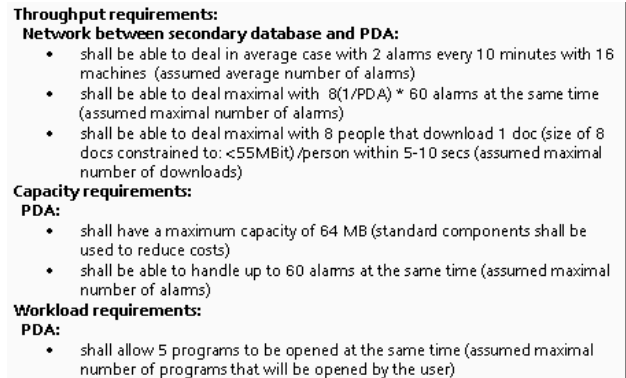 Throughput requirements:
Network between secondary database and PDA:
• shall be able to deal in average case with 2 alarms every 10 minutes with 16
machines (assumed average number of alarms)
• shall be able to deal maximal with 8(1/PDA) * 60 alarms at the same time
(assumed maximal number of alarms)
• shall be able to deal maximal with 8 people that download 1 doc (size of 8
docs constrained to: <55MBit) /person within 5-10 secs (assumed maximal
number of downloads)
Capacity requirements:
PDA:
• shall have a maximum capacity of 64 MB (standard components shall be
used to reduce costs)
• shall be able to handle up to 60 alarms at the same time (assumed maximal
number of alarms)
Workload requirements:
PDA:
• shall allow 5 programs to be opened at the same time (assumed maximal
number of programs that will be opened by the user)